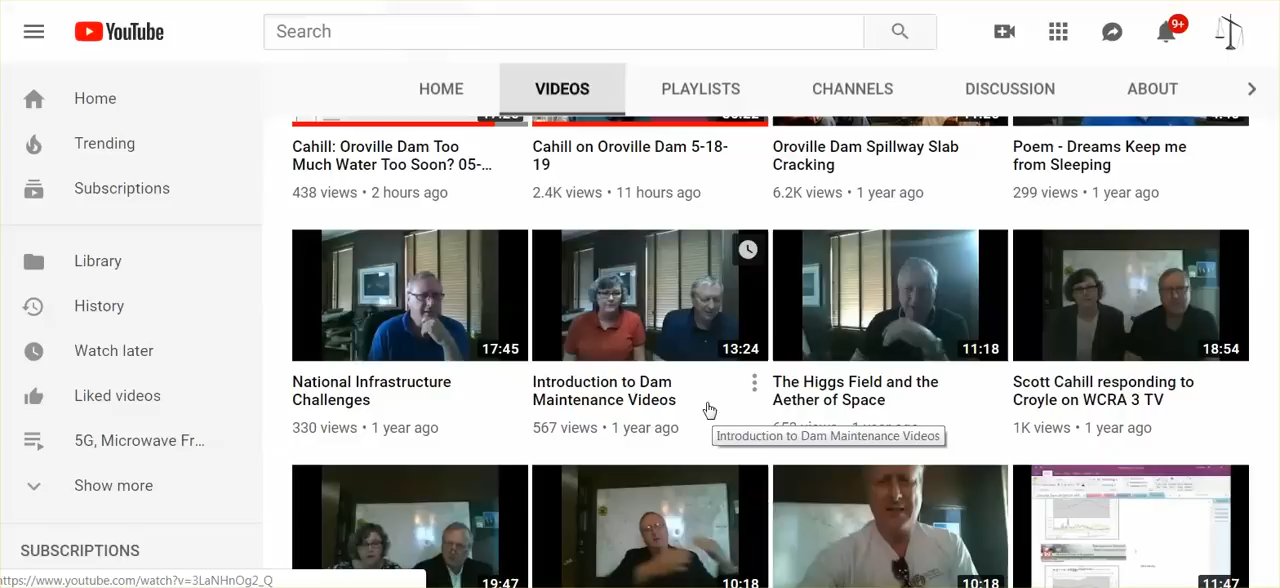 YouTube
Search
9+
HOME
VIDEOS
PLAYLISTS
CHANNELS
DISCUSSION
ABOUT
Home
Trending
Subscriptions
Library
History
Watch later
Liked videos
5G, Microwave Fr...
Show more
SUBSCRIPTIONS
Cahill: Oroville Dam Too
Much Water Too Soon? 05-...
438 views • 2 hours ago
Cahill on Oroville Dam 5-18-
19
2.4K views • 11 hours ago
Oroville Dam Spillway Slab
Cracking
6.2K views • 1 year ago
Poem - Dreams Keep me
from Sleeping
299 views • 1 year ago
17:45
National Infrastructure
Challenges
330 views • 1 year ago
13:24
Introduction to Dam
Maintenance Videos
567 views • 1 year ago
Introduction to Dam Maintenance Videos
11:18
The Higgs Field and the
Aether of Space
18:54
Scott Cahill responding to
Croyle on WCRA 3 TV
1K views • 1 year ago
19:47
10:18
10:18
11:47
https://www.youtube.com/watch?v=3LaNHnOg2_Q